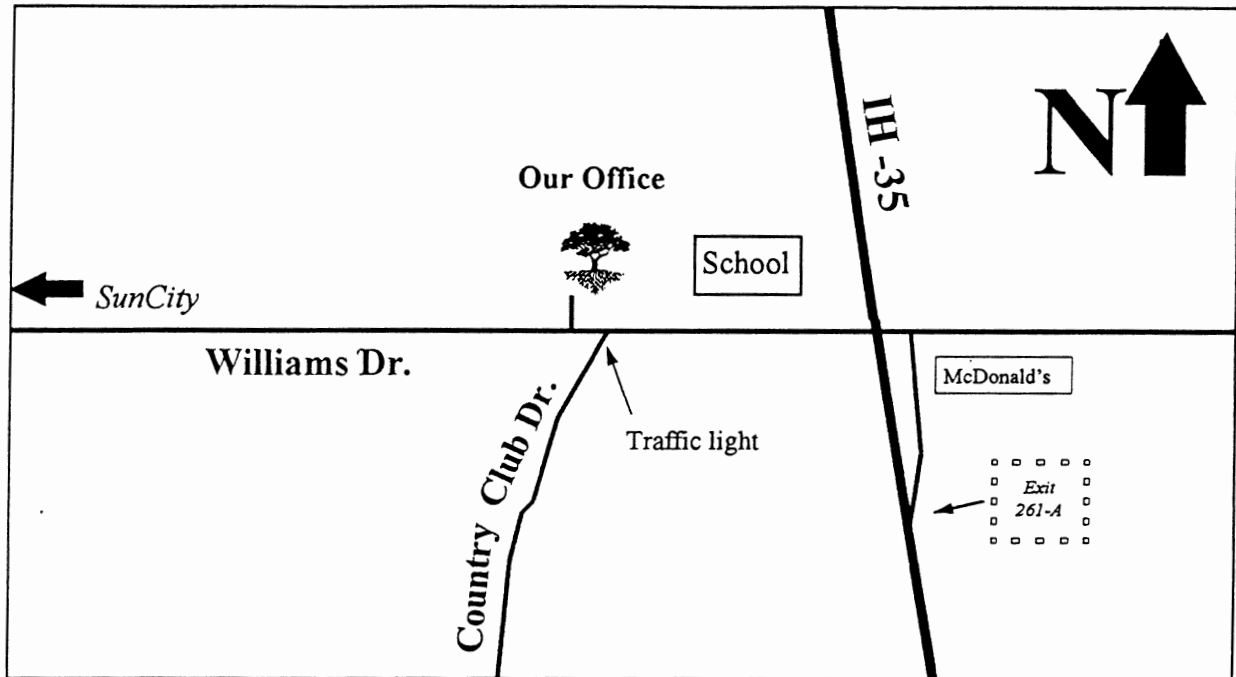 N
IH -35
Our Office
School
SunCity
Williams Dr.
McDonald's
Country Club Dr.
Traffic light
Exit
261-A